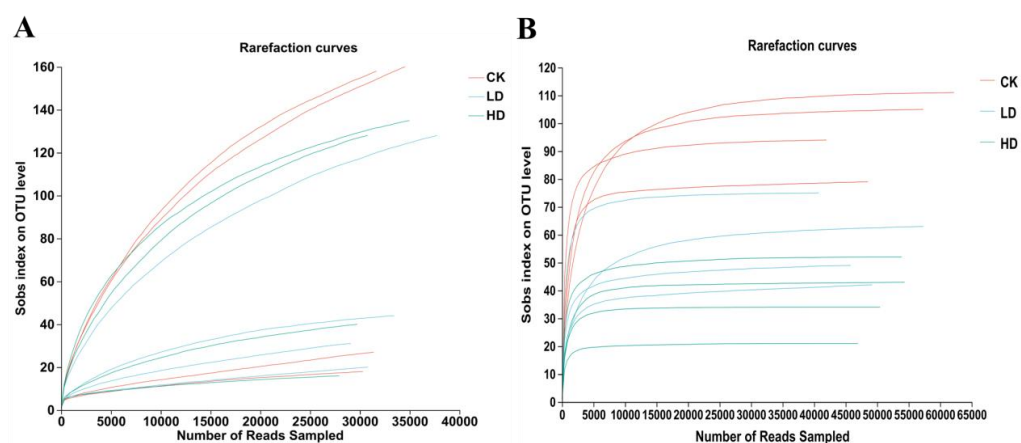 A
Rarefaction curves
160
140
120
100
80
60
40
20
0
Sobs index on OTU level
0 5000 10000 15000 20000 25000 30000 35000 40000
Number of Reads Sampled
CK
LD
HD
B
Rarefaction curves
120
110
100
90
80
70
60
50
40
30
20
10
0
Sobs index on OTU level
0 5000 10000 15000 20000 25000 30000 35000 40000 45000 50000 55000 60000 65000
Number of Reads Sampled
CK
LD
HD